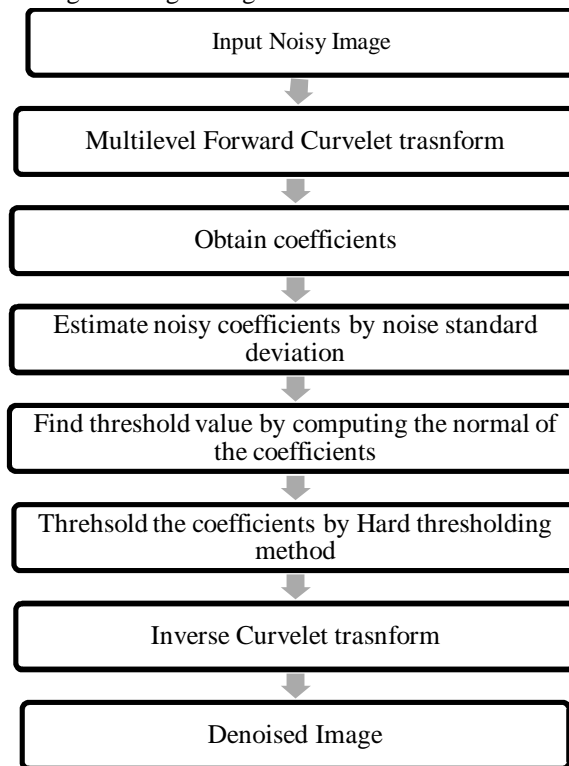 Input Noisy Image
Multilevel Forward Curvelet trasnform
Obtain coefficients
Estimate noisy coefficients by noise standard
deviation
Find threshold value by computing the normal of
the coefficients
Threhsold the coefficients by Hard thresholding
method
Inverse Curvelet trasnform
Denoised Image